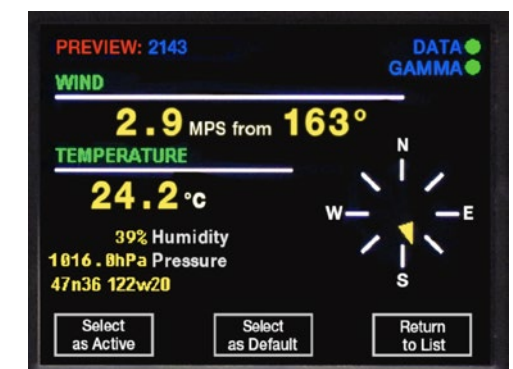 PREVIEW: 2143
DATA
GAMMA
WIND
2.9 MPS from 163°
TEMPERATURE
24.2 °C
39% Humidity
1016.0hPa Pressure
47n36 122w20
N
W
E
S
Select
as Active
Select
as Default
Return
to List